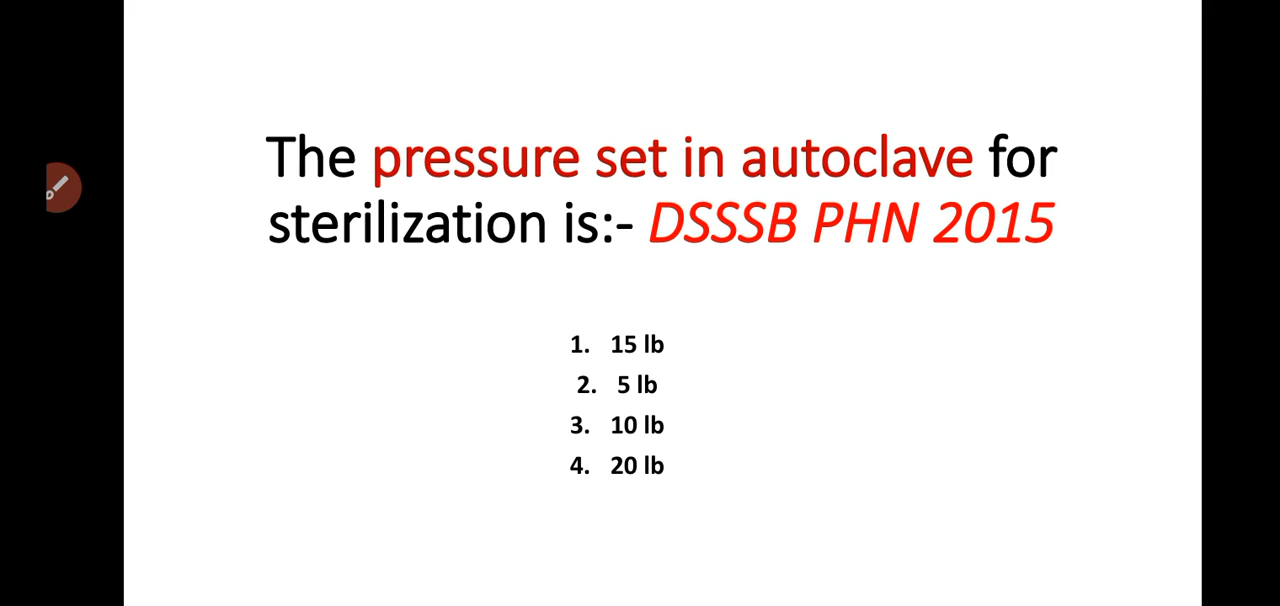 The pressure set in autoclave for
sterilization is:- DSSSB PHN 2015
1. 15 lb
2. 5 lb
3. 10 lb
4. 20 lb